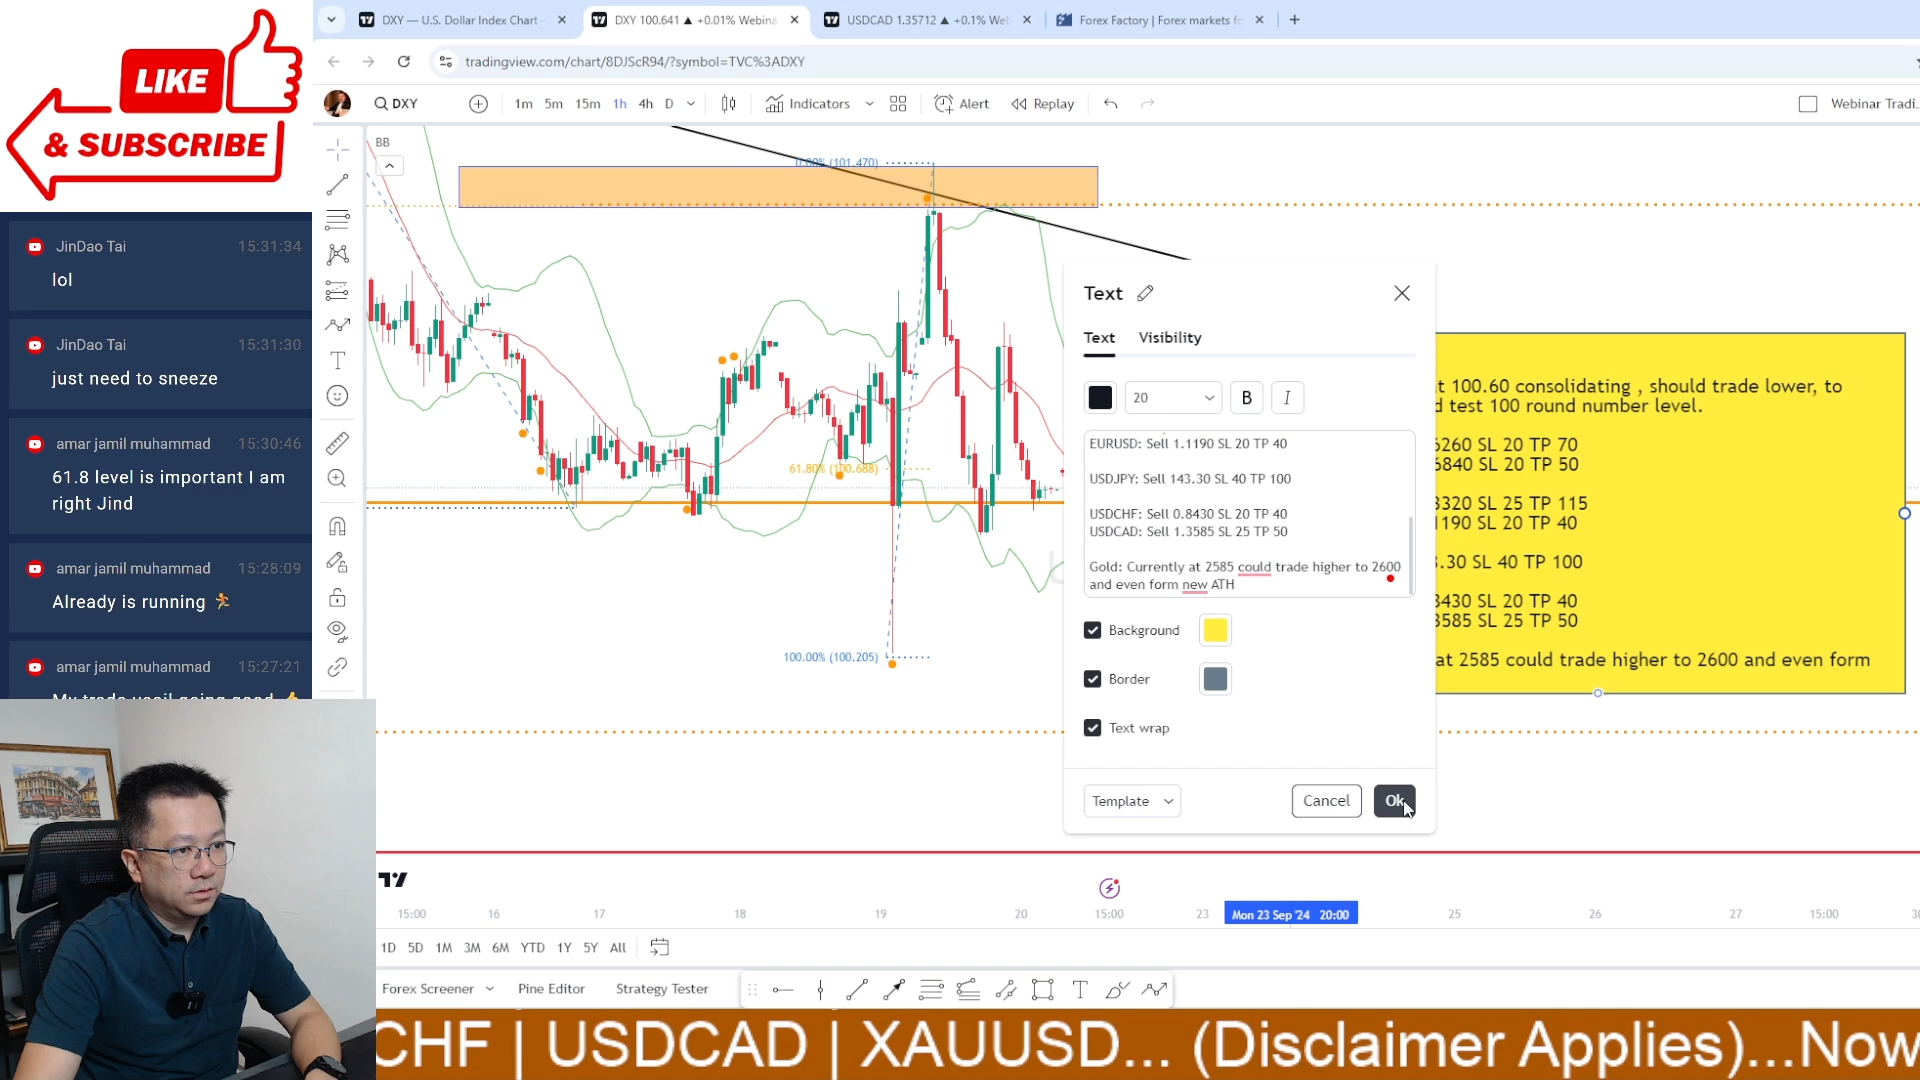 LIKE
& SUBSCRIBE
JinDao Tai 15:31:34
lol
JinDao Tai 15:31:30
just need to sneeze
amar jamil muhammad 15:30:46
61.8 level is important I am
right Jind
amar jamil muhammad 15:28:09
Already is running 🏃
amar jamil muhammad 15:27:21
DXY — U.S. Dollar Index Chart
DXY 100.641 ▲ +0.01% Webina
USDCAD 1.35712 ▲ +0.1% Web
Forex Factory | Forex markets fo
tradingview.com/chart/8DJScR94/?symbol=TVC%3ADXY
DXY
1m 5m 15m 1h 4h D
Indicators
Alert
Replay
Webinar Tradi...
BB
0.00% (101.470)
61.80% (100.688)
100.00% (100.205)
Text
Text Visibility
20 B I
EURUSD: Sell 1.1190 SL 20 TP 40
USDJPY: Sell 143.30 SL 40 TP 100
USDCHF: Sell 0.8430 SL 20 TP 40
USDCAD: Sell 1.3585 SL 25 TP 50
Gold: Currently at 2585 could trade higher to 2600
and even form new ATH
Background
Border
Text wrap
Template
Cancel
Ok
t 100.60 consolidating , should trade lower, to
d test 100 round number level.
6260 SL 20 TP 70
6840 SL 20 TP 50
3320 SL 25 TP 115
1190 SL 20 TP 40
3.30 SL 40 TP 100
8430 SL 20 TP 40
3585 SL 25 TP 50
at 2585 could trade higher to 2600 and even form
15:00 16 17 18 19 20 15:00 23 Mon 23 Sep '24 20:00 25 26 27 15:00
1D 5D 1M 3M 6M YTD 1Y 5Y All
Forex Screener Pine Editor Strategy Tester
CHF | USDCAD | XAUUSD... (Disclaimer Applies)...Now